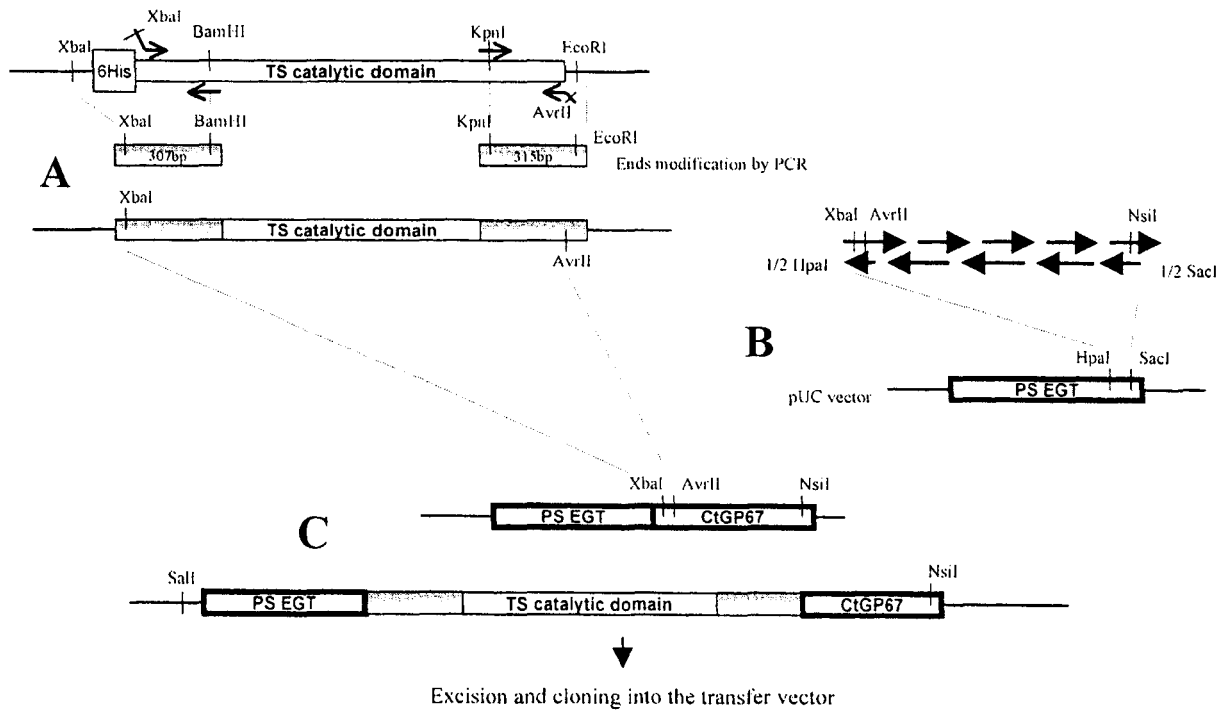 XbaI
BamHI
XbaI
KpnI
EcoRI
6His
TS catalytic domain
AvrII
XbaI
BamHI
KpnI
EcoRI
307bp
315bp
Ends modification by PCR
A
XbaI
TS catalytic domain
AvrII
XbaI
AvrII
NsiI
1/2 HpaI
1/2 SacI
B
HpaI
SacI
pUC vector
PS EGT
XbaI
AvrII
NsiI
PS EGT
CtGP67
C
SalI
NsiI
PS EGT
TS catalytic domain
CtGP67
Excision and cloning into the transfer vector